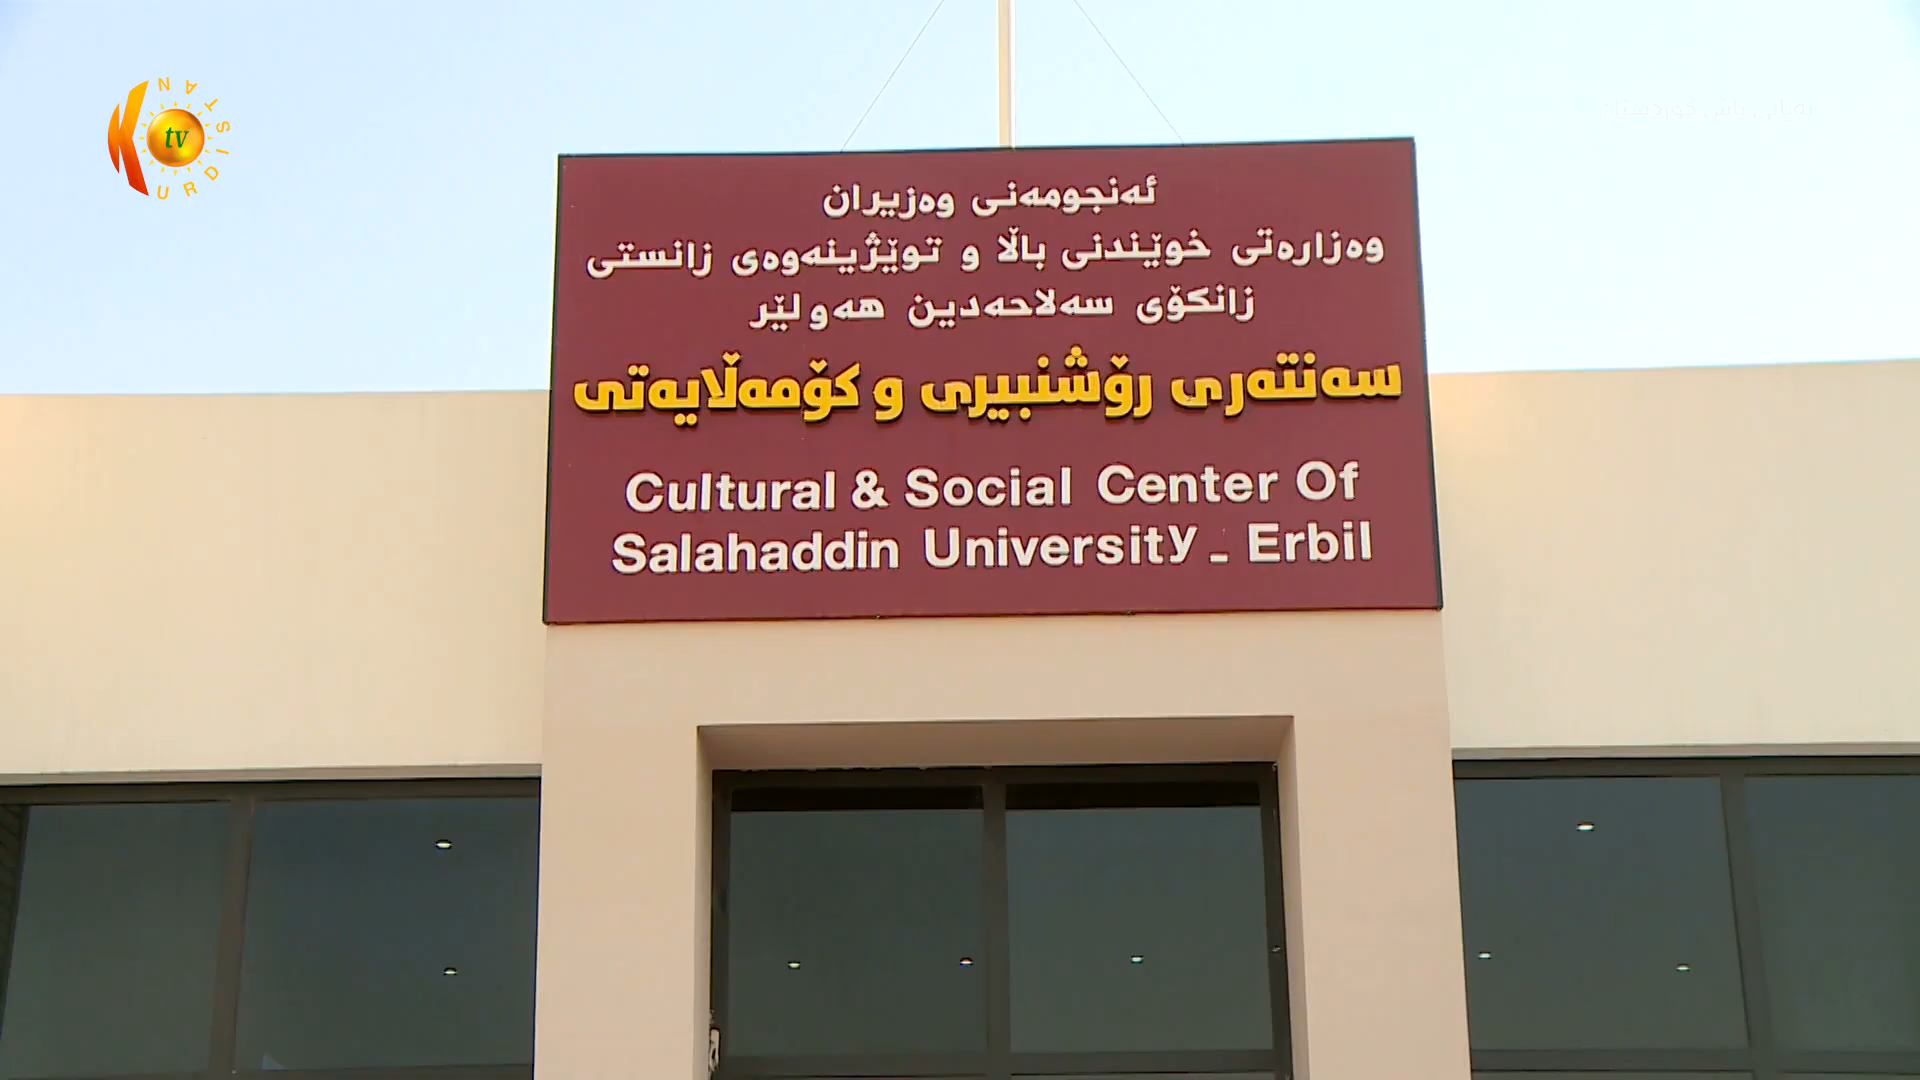 KURDISTAN
tv
ئەنجومەنی وەزیران
وەزارەتی خوێندنی باڵا و توێژینەوەی زانستی
زانکۆی سەلاحەدین هەولێر
سەنتەری رۆشنبیری و کۆمەڵایەتی
Cultural & Social Center Of
Salahaddin University - Erbil